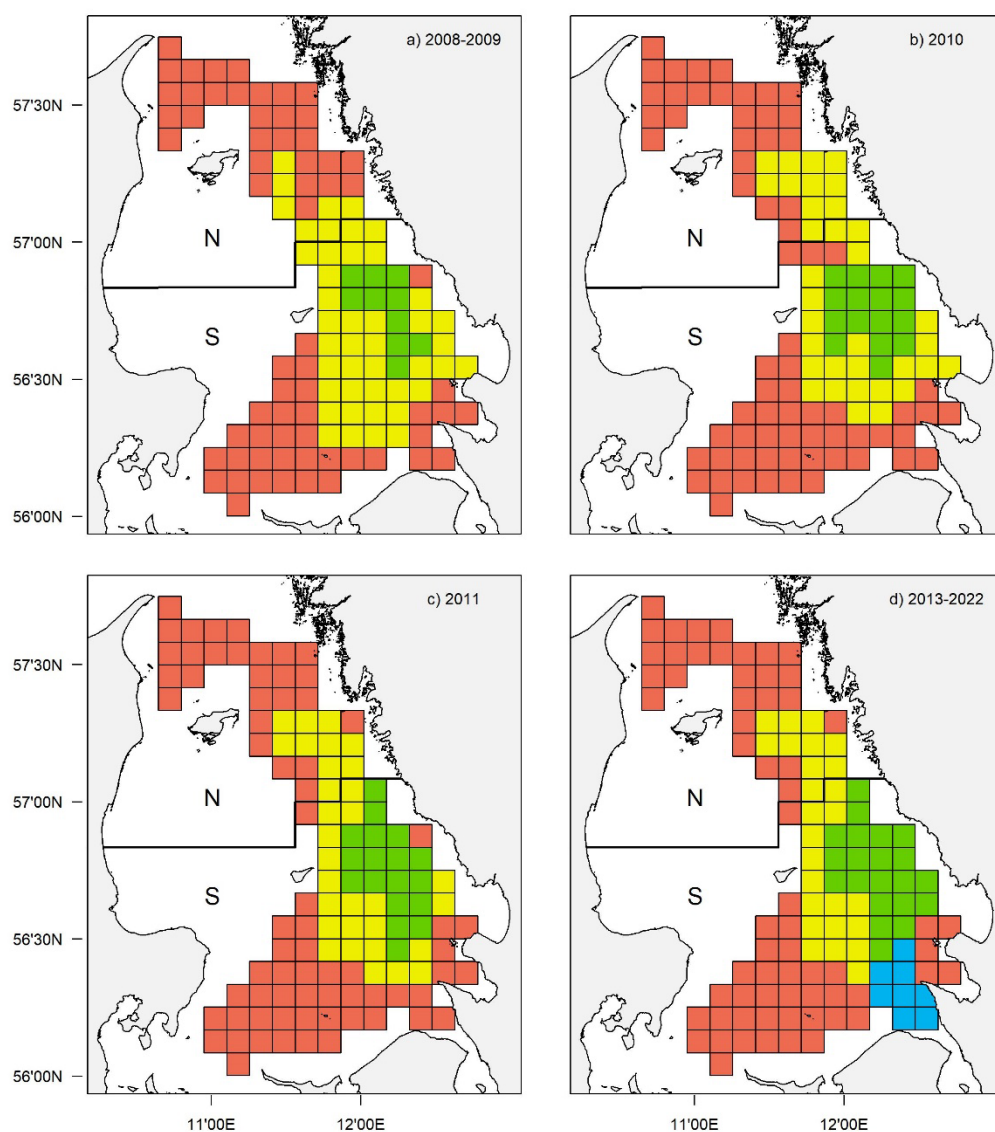 a) 2008-2009
b) 2010
57'30N
N
N
57'00N
S
S
56'30N
56'00N
c) 2011
d) 2013-2022
57'30N
N
N
57'00N
S
S
56'30N
56'00N
11'00E
12'00E
11'00E
12'00E